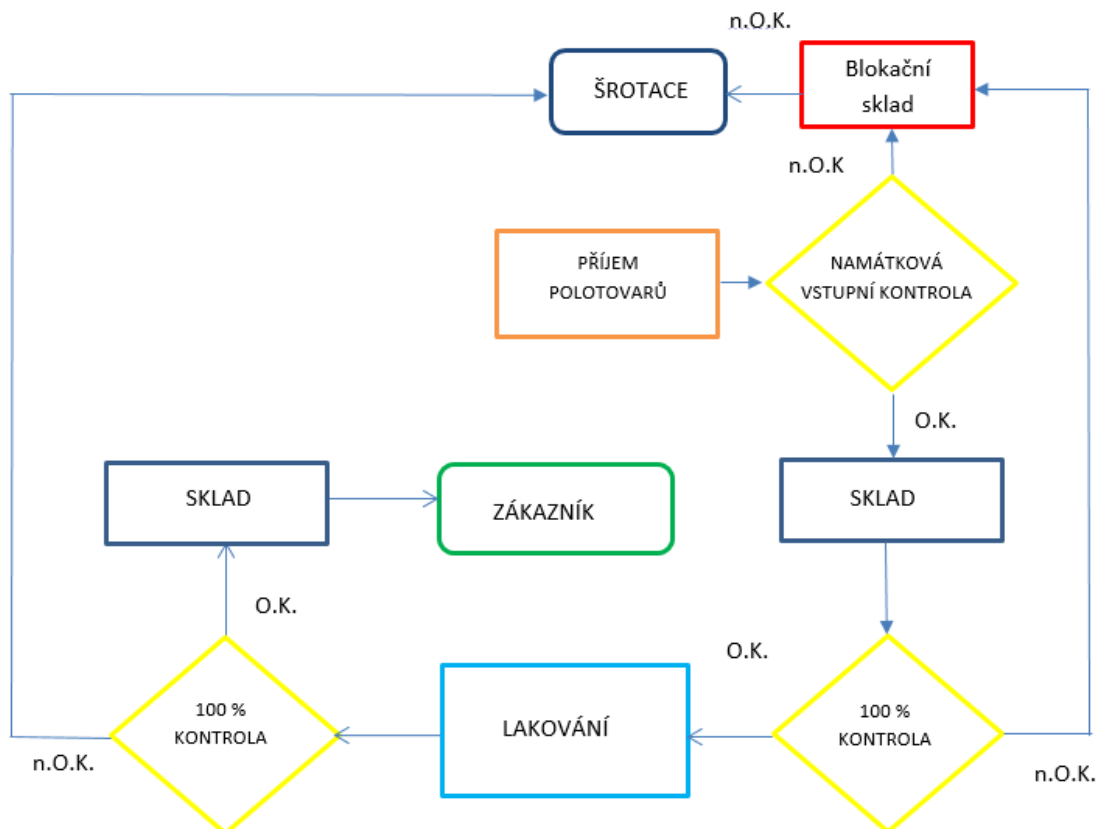 n.O.K.
ŠROTACE
Blokační
sklad
n.O.K
PŘÍJEM
POLOTOVARŮ
NAMÁTKOVÁ
VSTUPNÍ KONTROLA
O.K.
SKLAD
ZÁKAZNÍK
SKLAD
O.K.
O.K.
100 %
KONTROLA
LAKOVÁNÍ
100 %
KONTROLA
n.O.K.
n.O.K.